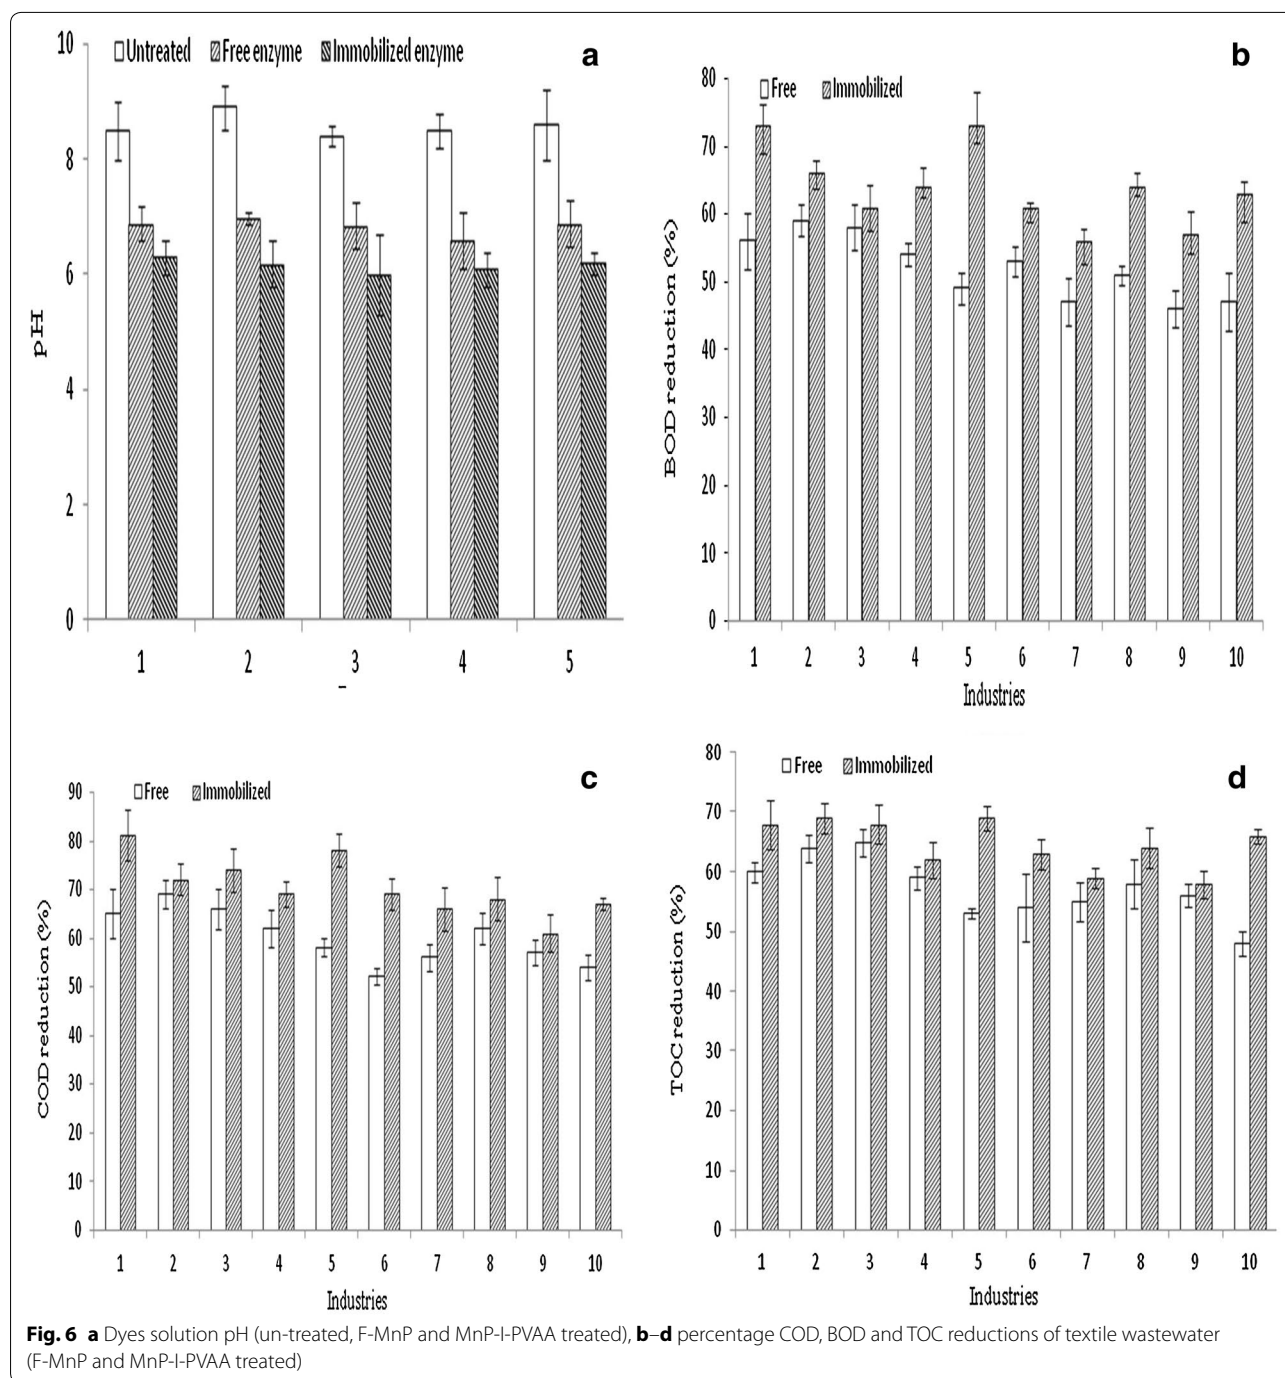 a
Untreated Free enzyme Immobilized enzyme
10
8
6
4
2
0
pH
1 2 3 4 5
–
b
Free Immobilized
80
70
60
50
40
30
20
10
0
BOD reduction (%)
1 2 3 4 5 6 7 8 9 10
Industries
c
Free Immobilized
90
80
70
60
50
40
30
20
10
0
COD reduction (%)
1 2 3 4 5 6 7 8 9 10
Industries
d
Free Immobilized
80
70
60
50
40
30
20
10
0
TOC reduction (%)
1 2 3 4 5 6 7 8 9 10
Industries
Fig. 6 a Dyes solution pH (un-treated, F-MnP and MnP-I-PVAA treated), b–d percentage COD, BOD and TOC reductions of textile wastewater
(F-MnP and MnP-I-PVAA treated)